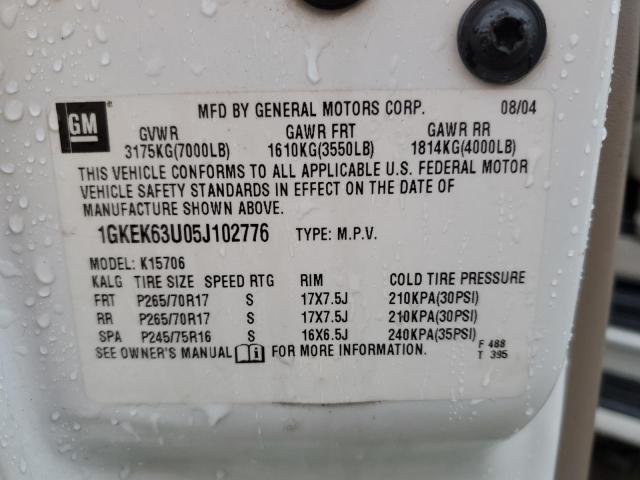 GM ® MFD BY GENERAL MOTORS CORP. 08/04
GVWR GAWR FRT GAWR RR
3175KG(7000LB) 1610KG(3550LB) 1814KG(4000LB)
THIS VEHICLE CONFORMS TO ALL APPLICABLE U.S. FEDERAL MOTOR
VEHICLE SAFETY STANDARDS IN EFFECT ON THE DATE OF
MANUFACTURE SHOWN ABOVE.
1GKEK63U05J102776 TYPE: M.P.V.
MODEL: K15706
KALG TIRE SIZE SPEED RTG RIM COLD TIRE PRESSURE
FRT P265/70R17 S 17X7.5J 210KPA(30PSI)
RR P265/70R17 S 17X7.5J 210KPA(30PSI)
SPA P245/75R16 S 16X6.5J 240KPA(35PSI)
SEE OWNER'S MANUAL i FOR MORE INFORMATION. F 488
T 395